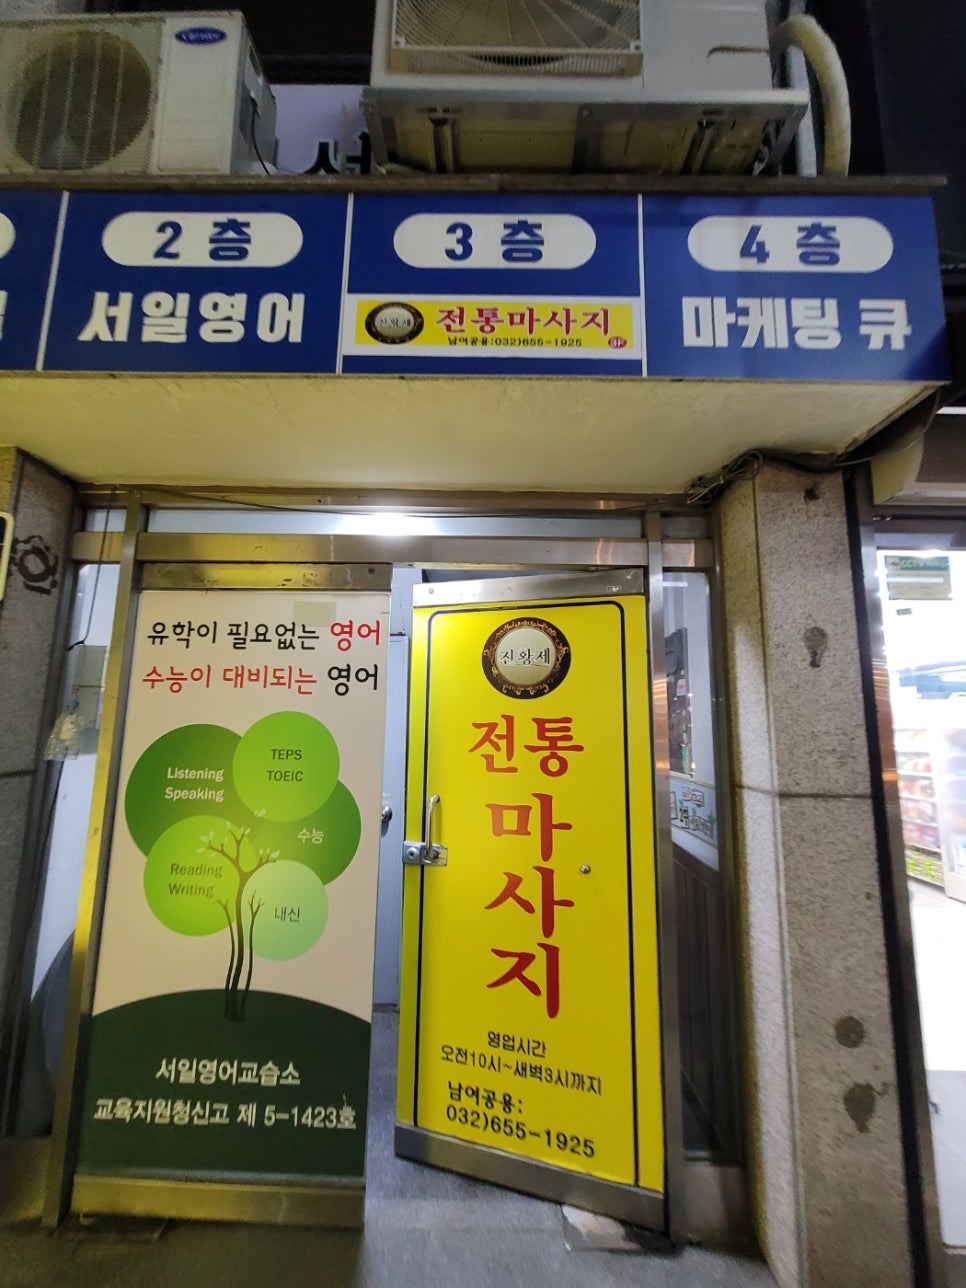 Carrier
2층
서일영어
3층
진황제
전통마사지
남여공용:032)655-1925
3F
4층
마케팅 큐
유학이 필요없는 영어
수능이 대비되는 영어
Listening
Speaking
TEPS
TOEIC
수능
Reading
Writing
내신
서일영어교습소
교육지원청신고 제 5-1423호
진황제
전통
마
사
지
영업시간
오전10시~새벽3시까지
남여공용:
032)655-1925